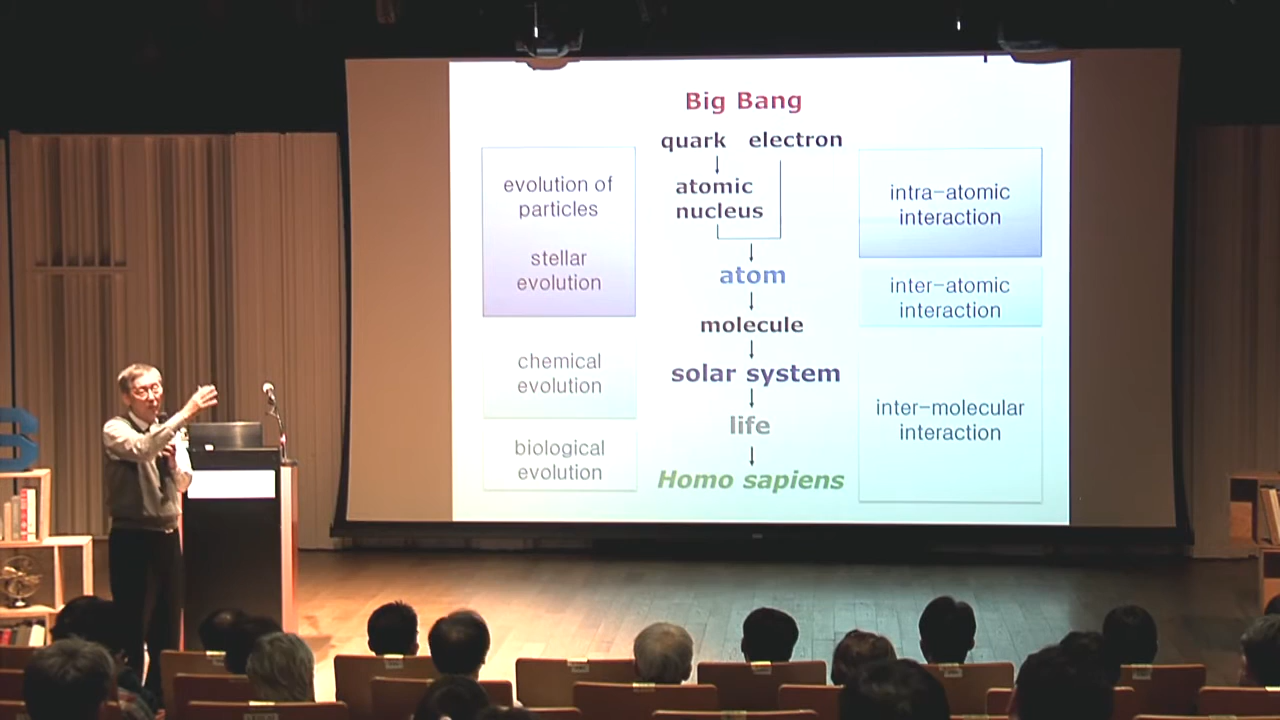 Big Bang
quark electron
atomic
nucleus
atom
molecule
solar system
life
Homo sapiens
evolution of
particles
stellar
evolution
chemical
evolution
biological
evolution
intra-atomic
interaction
inter-atomic
interaction
inter-molecular
interaction